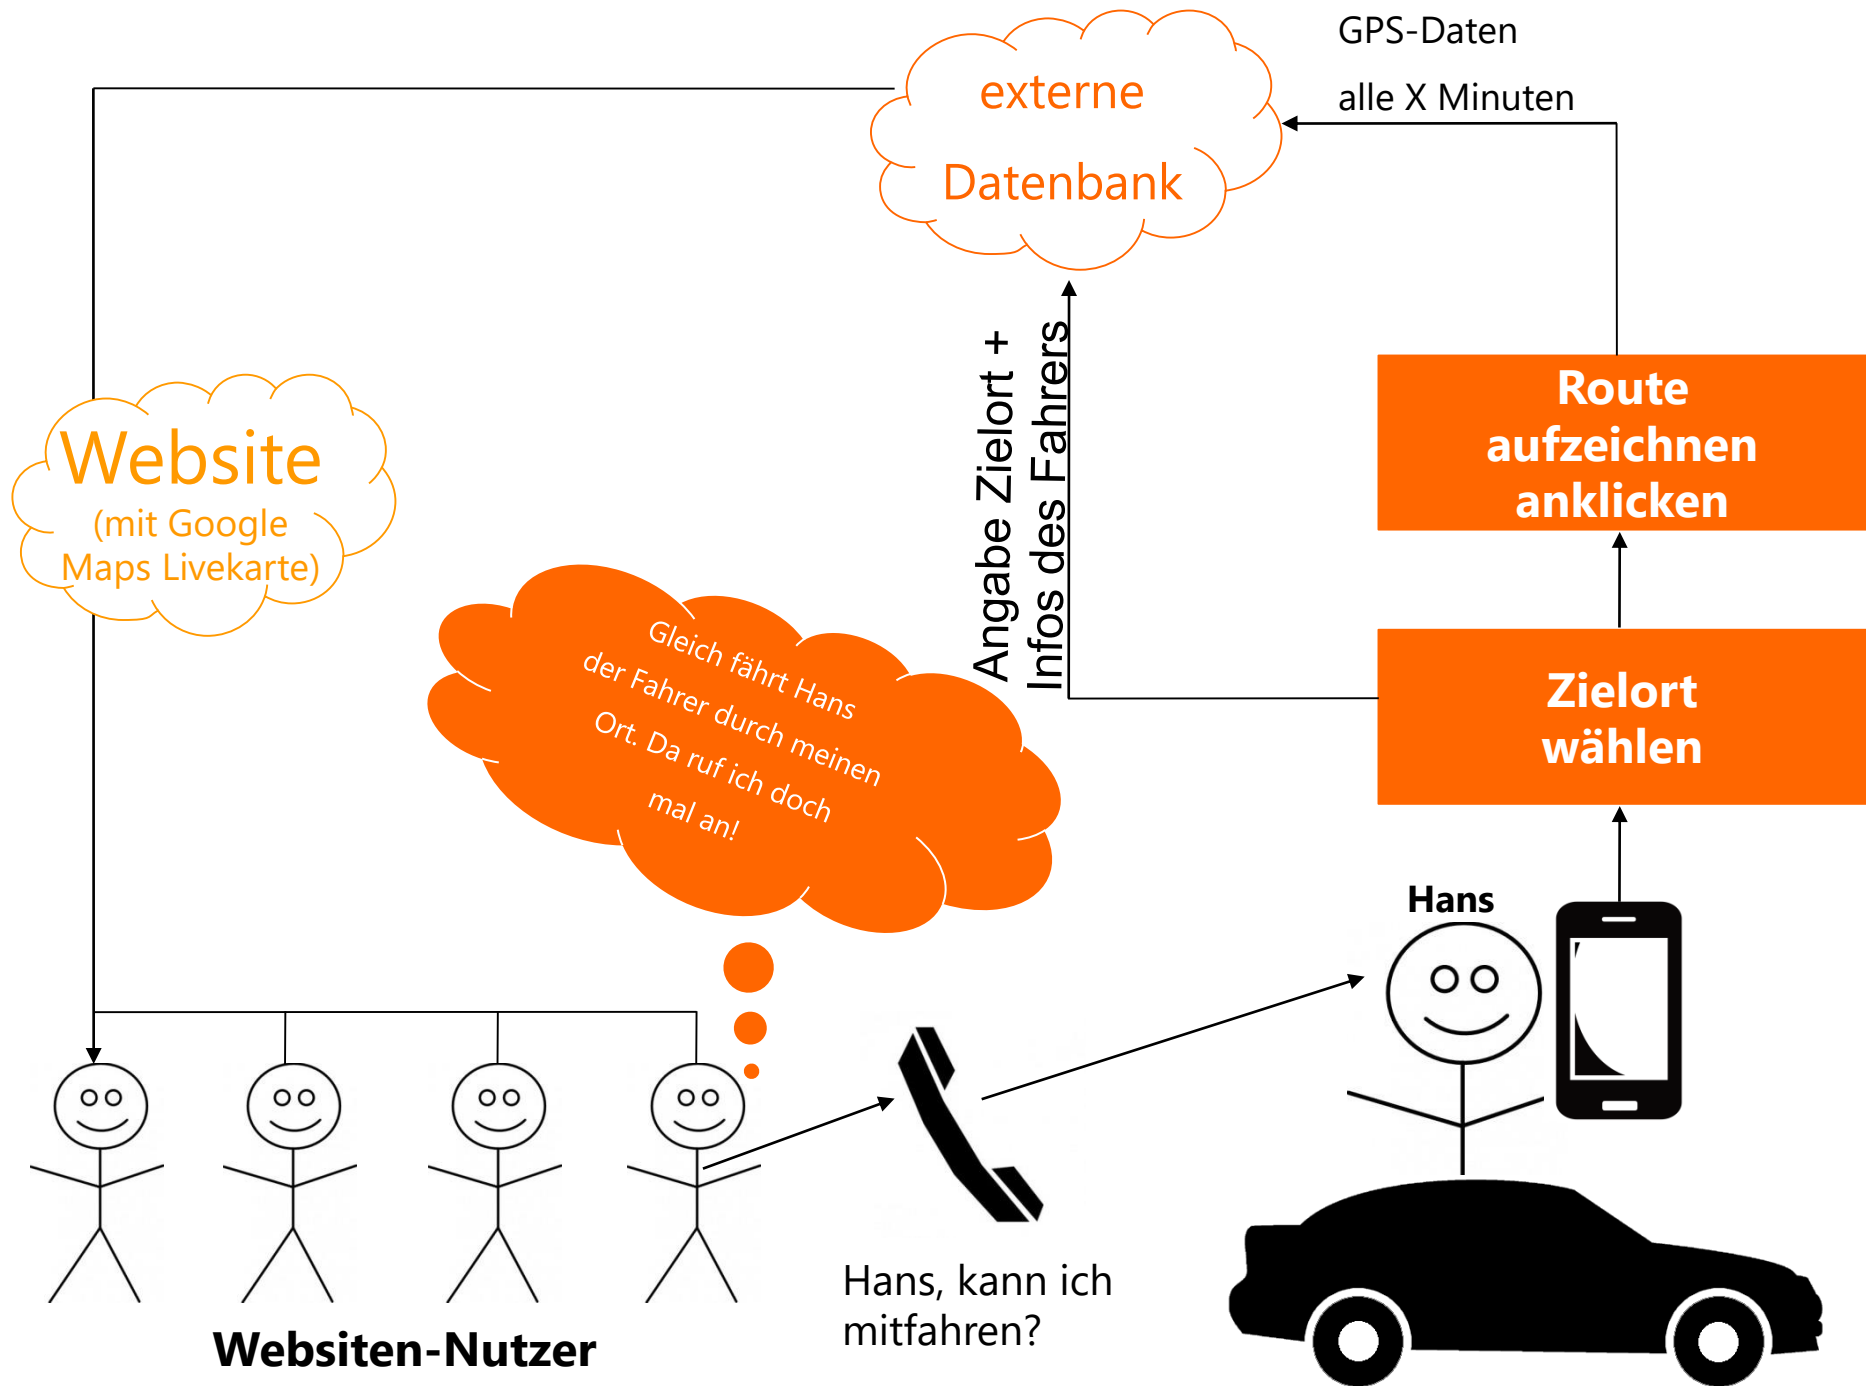 GPS-Daten
alle X Minuten
externe
Datenbank
Angabe Zielort +
Infos des Fahrers
Route
aufzeichnen
anklicken
Website
(mit Google
Maps Livekarte)
Gleich fährt Hans
der Fahrer durch meinen
Ort. Da ruf ich doch
mal an!
Zielort
wählen
Hans
Hans, kann ich
mitfahren?
Websiten-Nutzer